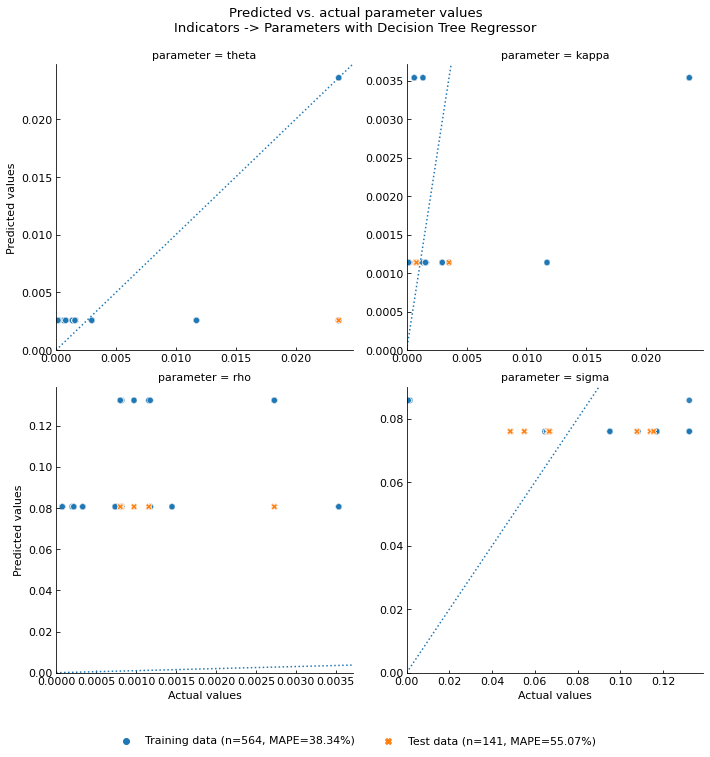 Predicted vs. actual parameter values
Indicators -> Parameters with Decision Tree Regressor
parameter = theta
parameter = kappa
Predicted values
0.020
0.015
0.010
0.005
0.000
0.000 0.005 0.010 0.015 0.020
0.0035
0.0030
0.0025
0.0020
0.0015
0.0010
0.0005
0.0000
0.000 0.005 0.010 0.015 0.020
parameter = rho
parameter = sigma
Predicted values
0.12
0.10
0.08
0.06
0.04
0.02
0.00
0.0000 0.0005 0.0010 0.0015 0.0020 0.0025 0.0030 0.0035
Actual values
0.08
0.06
0.04
0.02
0.00
0.00 0.02 0.04 0.06 0.08 0.10 0.12
Actual values
Training data (n=564, MAPE=38.34%)
Test data (n=141, MAPE=55.07%)